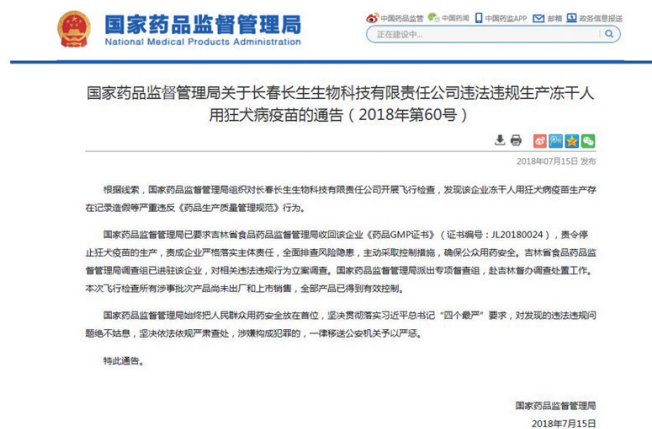 国家药品监督管理局
National Medical Products Administration
中国药品监管 中国药闻 中国药监APP 邮箱 政务信息报送
正在建设中...
国家药品监督管理局关于长春长生生物科技有限责任公司违法违规生产冻干人
用狂犬病疫苗的通告（2018年第60号）
2018年07月15日 发布
根据线索，国家药品监督管理局组织对长春长生生物科技有限责任公司开展飞行检查，发现该企业冻干人用狂犬病疫苗生产存
在记录造假等严重违反《药品生产质量管理规范》行为。
国家药品监督管理局已要求吉林省食品药品监督管理局收回该企业《药品GMP证书》（证书编号：JL20180024），责令停
止狂犬疫苗的生产，责成企业严格落实主体责任，全面排查风险隐患，主动采取控制措施，确保公众用药安全。吉林省食品药品监
督管理局调查组已进驻该企业，对相关违法违规行为立案调查。国家药品监督管理局派出专项督查组，赴吉林督办调查处置工作。
本次飞行检查所有涉事批次产品尚未出厂和上市销售，全部产品已得到有效控制。
国家药品监督管理局始终把人民群众用药安全放在首位，坚决贯彻落实习近平总书记“四个最严”要求，对发现的违法违规问
题绝不姑息，坚决依法依规严肃查处，涉嫌构成犯罪的，一律移送公安机关予以严惩。
特此通告。
国家药品监督管理局
2018年7月15日